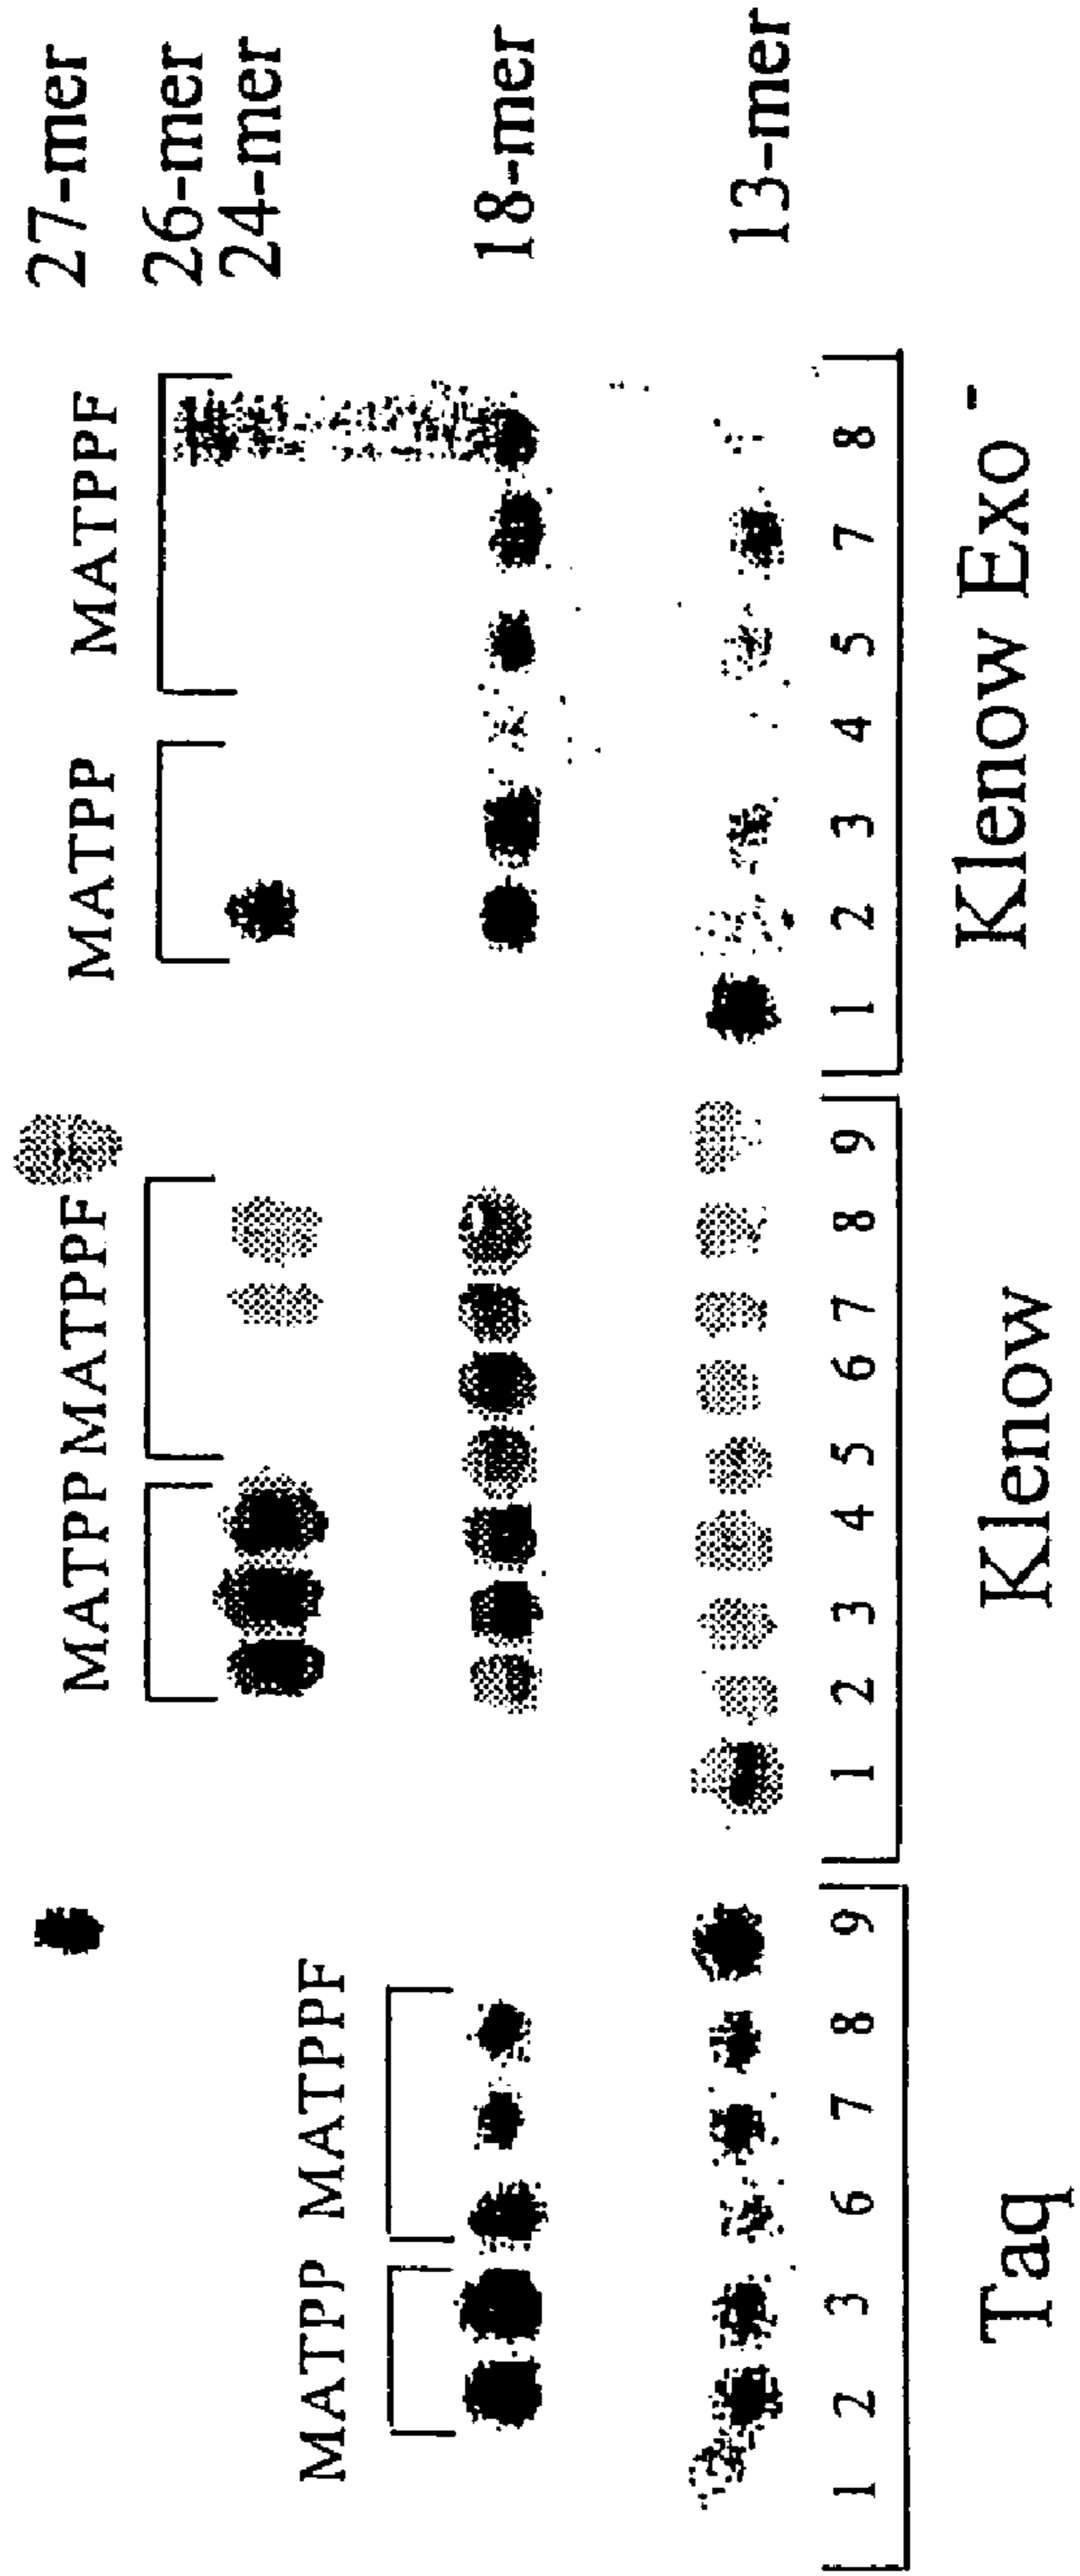 MATPP MATPPF
MATPP MATPPF
MATPP MATPPF
27-mer
26-mer
24-mer
18-mer
13-mer
1 2 3 6 7 8 9
1 2 3 4 5 6 7 8 9
1 2 3 4 5 7 8
Taq
Klenow
Klenow Exo -